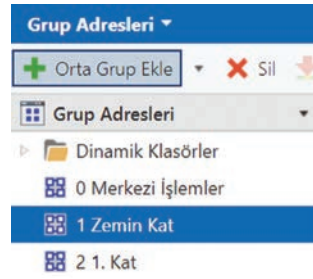 Grup Adresleri
Orta Grup Ekle Sil
Grup Adresleri
Dinamik Klasörler
0 Merkezi İşlemler
1 Zemin Kat
2 1. Kat